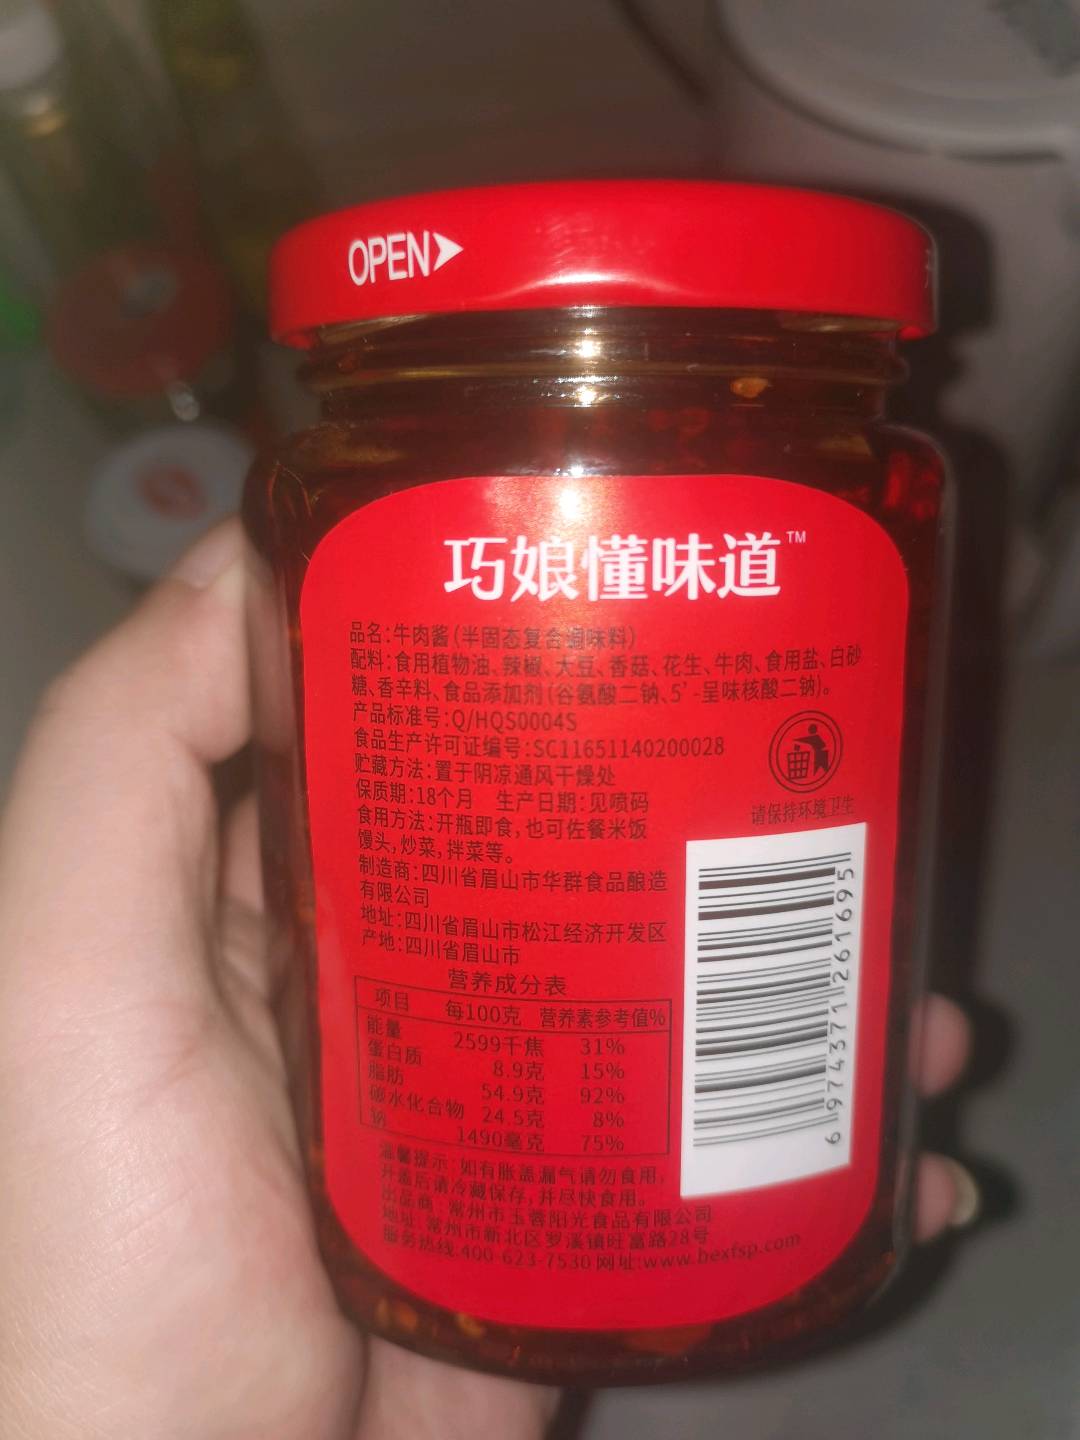 OPEN
巧娘懂味道™
品名:牛肉酱(半固态复合调味料)
配料:食用植物油、辣椒、大豆、香菇、花生、牛肉、食用盐、白砂
糖、香辛料、食品添加剂(谷氨酸二钠、5'-呈味核酸二钠)。
产品标准号:Q/HQS0004S
食品生产许可证编号:SC11651140200028
贮藏方法:置于阴凉通风干燥处
保质期:18个月 生产日期:见喷码
食用方法:开瓶即食,也可佐餐米饭
馒头,炒菜,拌菜等。
制造商:四川省眉山市华群食品酿造
有限公司
地址:四川省眉山市松江经济开发区
产地:四川省眉山市
请保持环境卫生
营养成分表
项目 每100克 营养素参考值%
能量 2599千焦 31%
蛋白质 8.9克 15%
脂肪 54.9克 92%
碳水化合物 24.5克 8%
钠 1490毫克 75%
温馨提示:如有胀盖漏气请勿食用,
开盖后请冷藏保存,并尽快食用。
出品商:常州市玉蓉阳光食品有限公司
地址:常州市新北区罗溪镇旺富路28号
服务热线:400-623-7530 网址:www.bexfsp.com
6974371261695